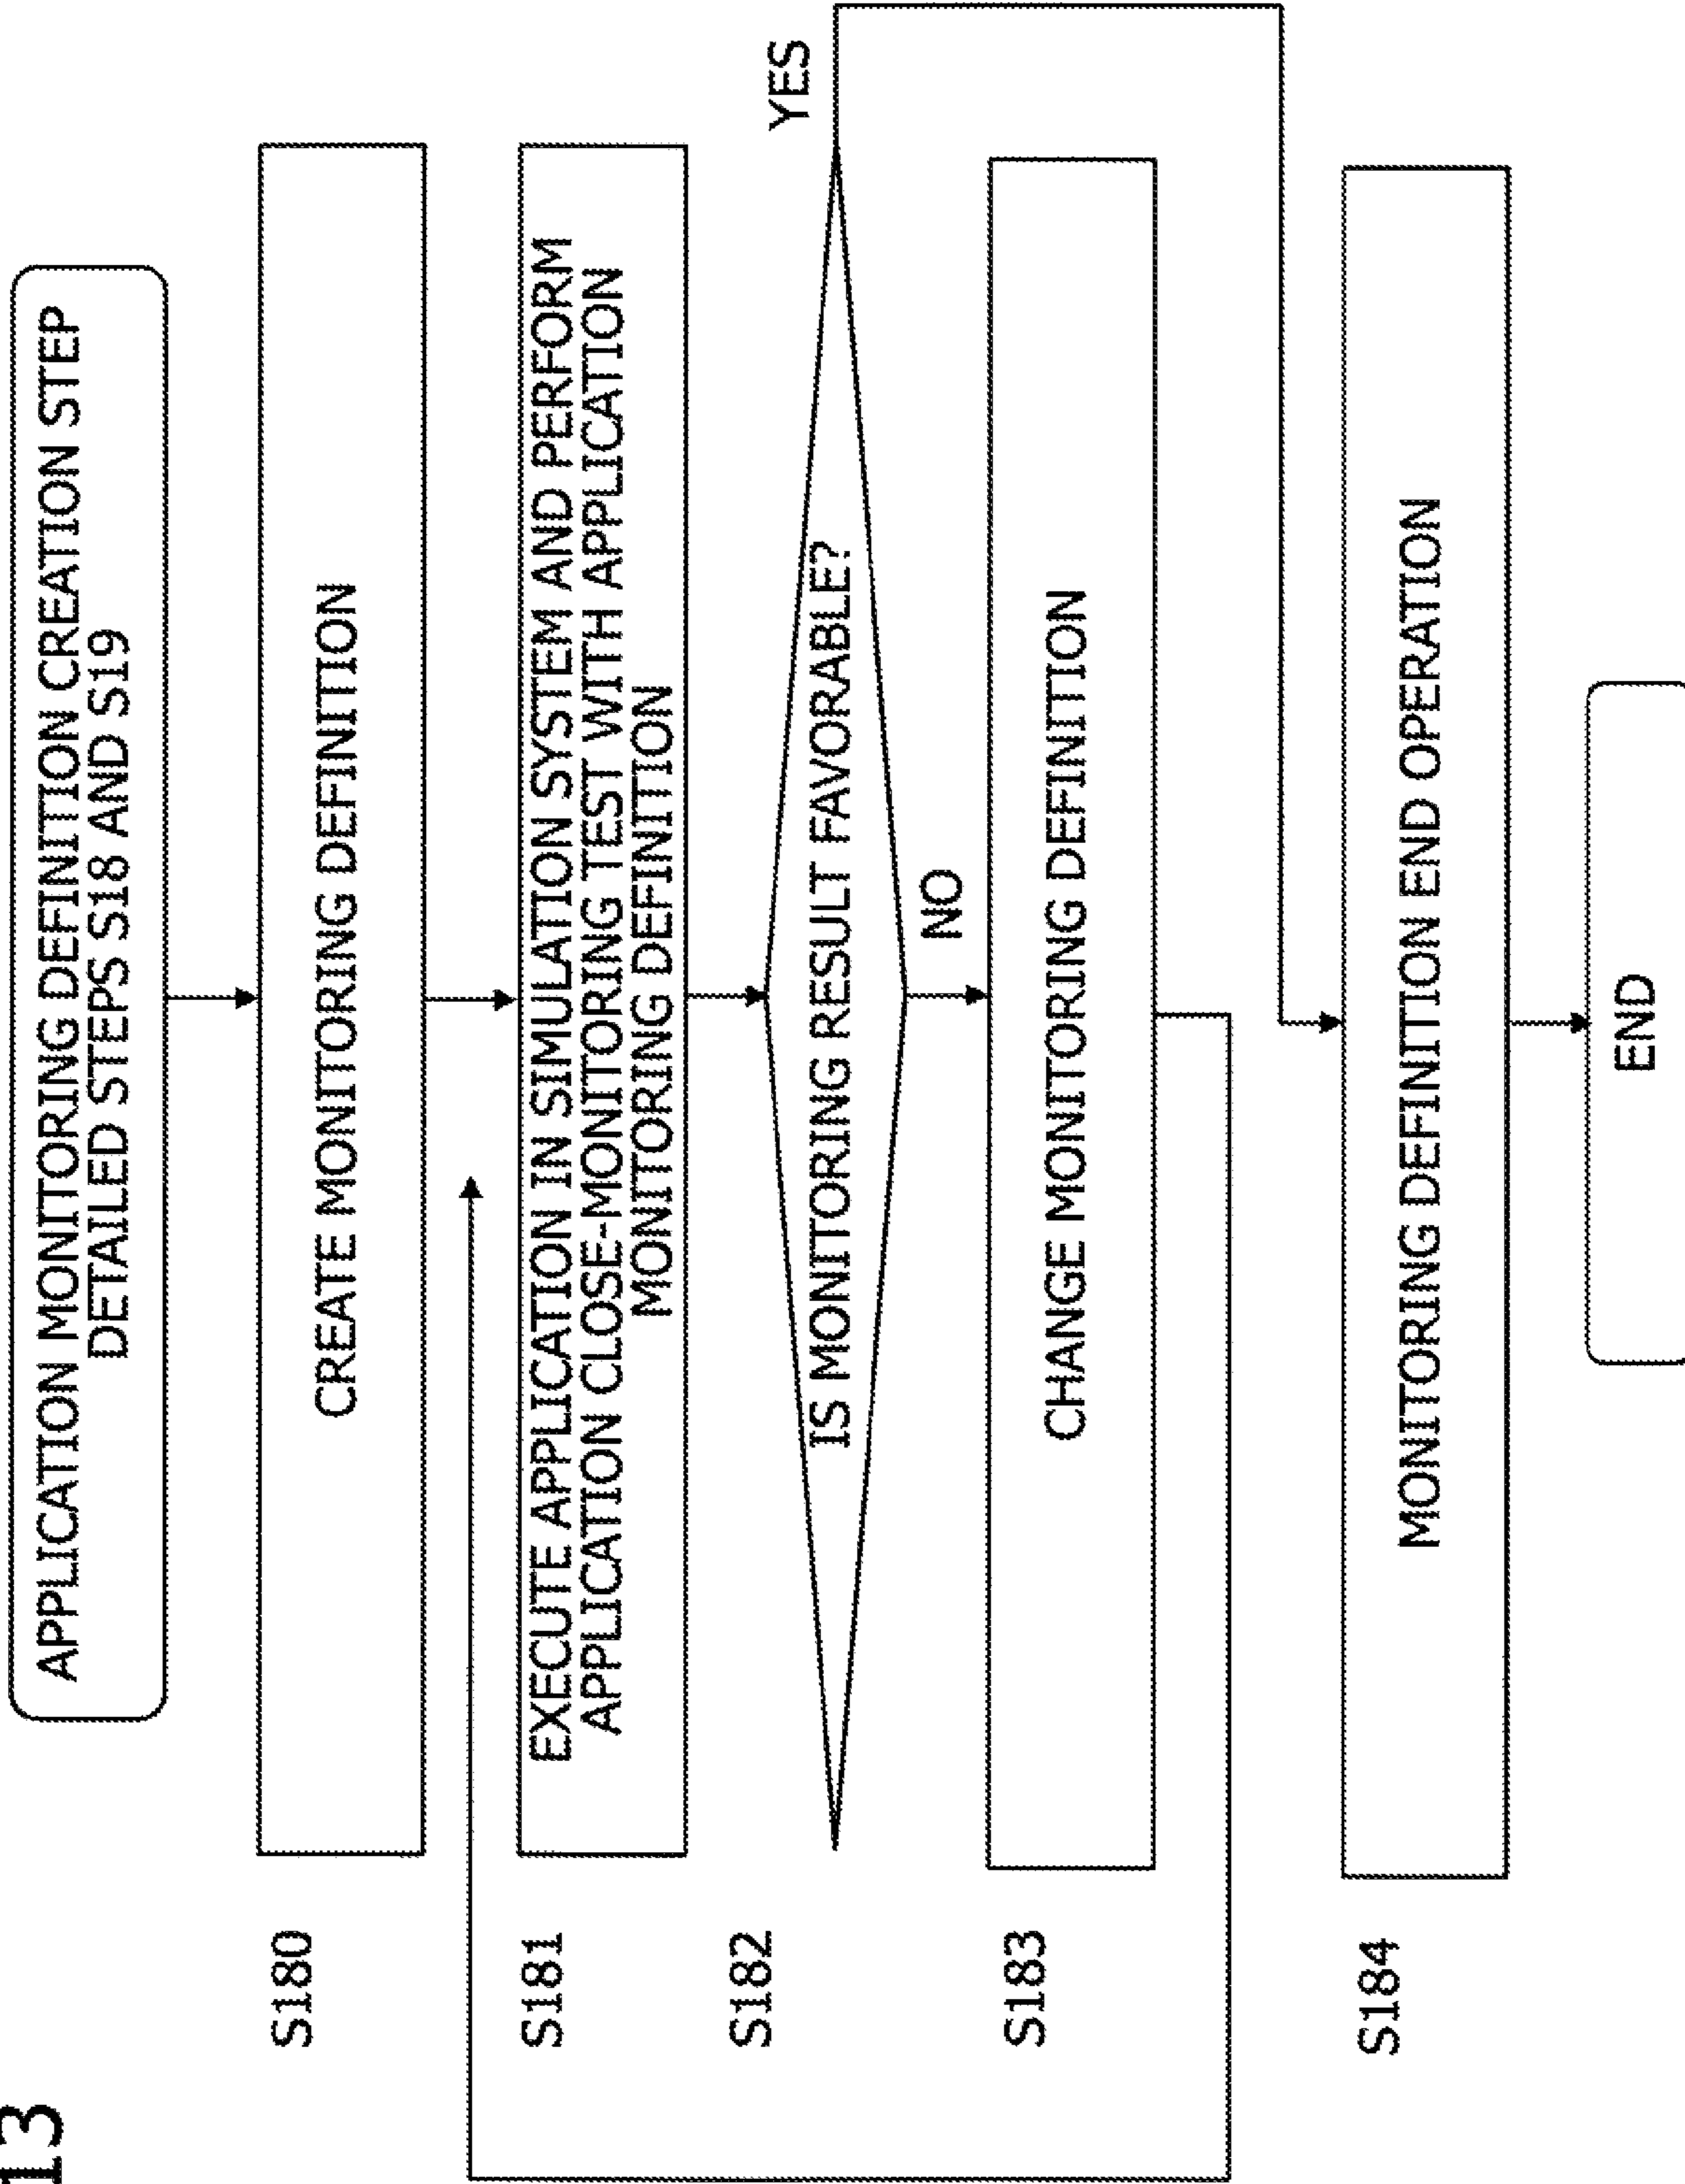 13
APPLICATION MONITORING DEFINITION CREATION STEP
DETAILED STEPS S18 AND S19
S180
CREATE MONITORING DEFINITION
S181
EXECUTE APPLICATION IN SIMULATION SYSTEM AND PERFORM
APPLICATION CLOSE-MONITORING TEST WITH APPLICATION
MONITORING DEFINITION
S182
IS MONITORING RESULT FAVORABLE?
YES
NO
S183
CHANGE MONITORING DEFINITION
S184
MONITORING DEFINITION END OPERATION
END